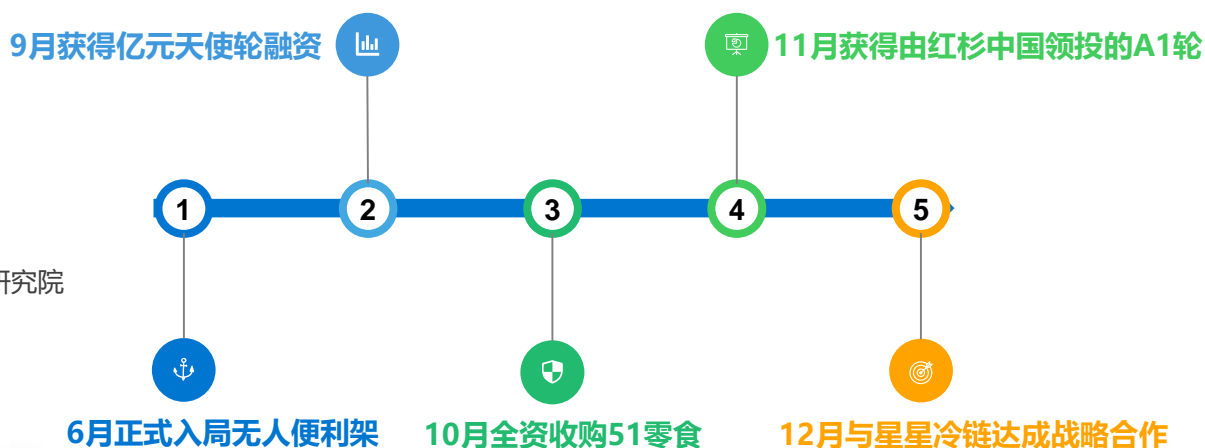 9月获得亿元天使轮融资
11月获得由红杉中国领投的A1轮
1
2
3
4
5
研究院
6月正式入局无人便利架
10月全资收购51零食
12月与星星冷链达成战略合作